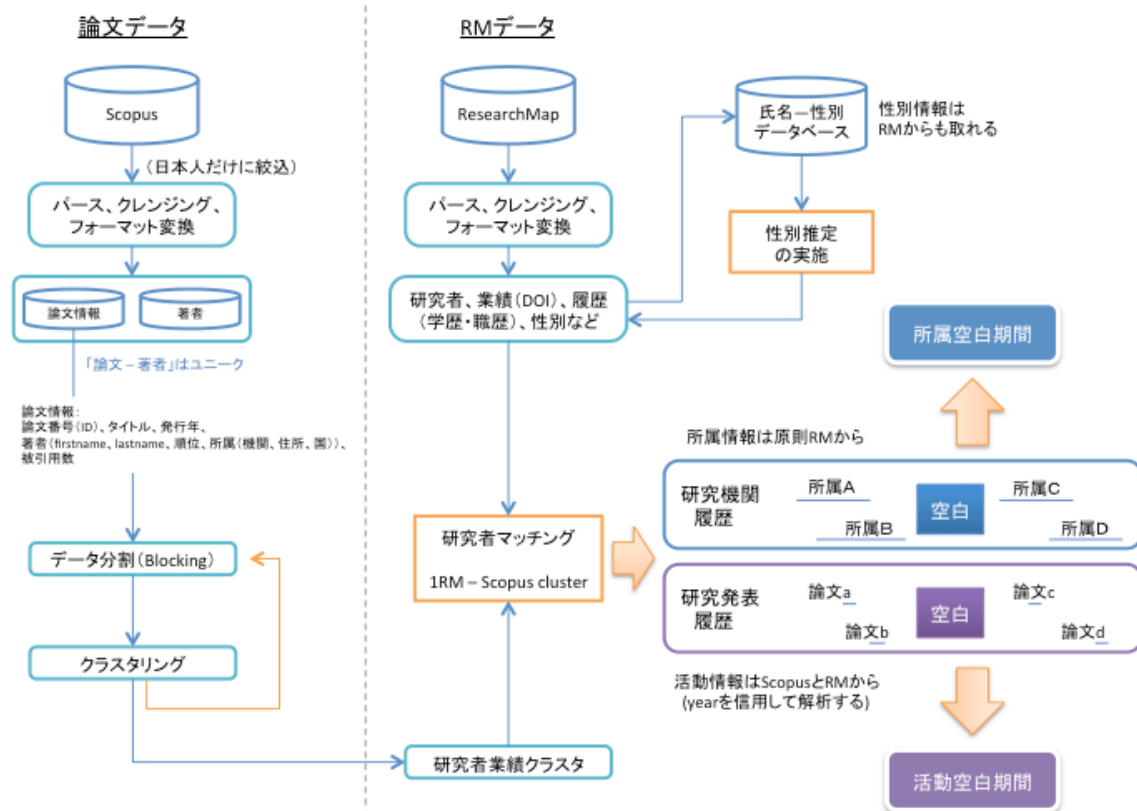 論文データ
Scopus
（日本人だけに絞込）
パース、クレンジング、
フォーマット変換
論文情報
著者
「論文 – 著者」はユニーク
論文情報：
論文番号（ID）、タイトル、発行年、
著者（firstname、lastname、順位、所属（機関、住所、国））、
被引用数
データ分割（Blocking）
クラスタリング
RMデータ
ResearchMap
パース、クレンジング、
フォーマット変換
研究者、業績（DOI）、履歴
（学歴・職歴）、性別など
氏名―性別
データベース
性別情報は
RMからも取れる
性別推定
の実施
研究者マッチング
1RM – Scopus cluster
研究者業績クラスタ
所属空白期間
所属情報は原則RMから
研究機関
履歴
所属A
所属B
空白
所属C
所属D
研究発表
履歴
論文a
論文b
空白
論文c
論文d
活動情報はScopusとRMから
(yearを信用して解析する)
活動空白期間